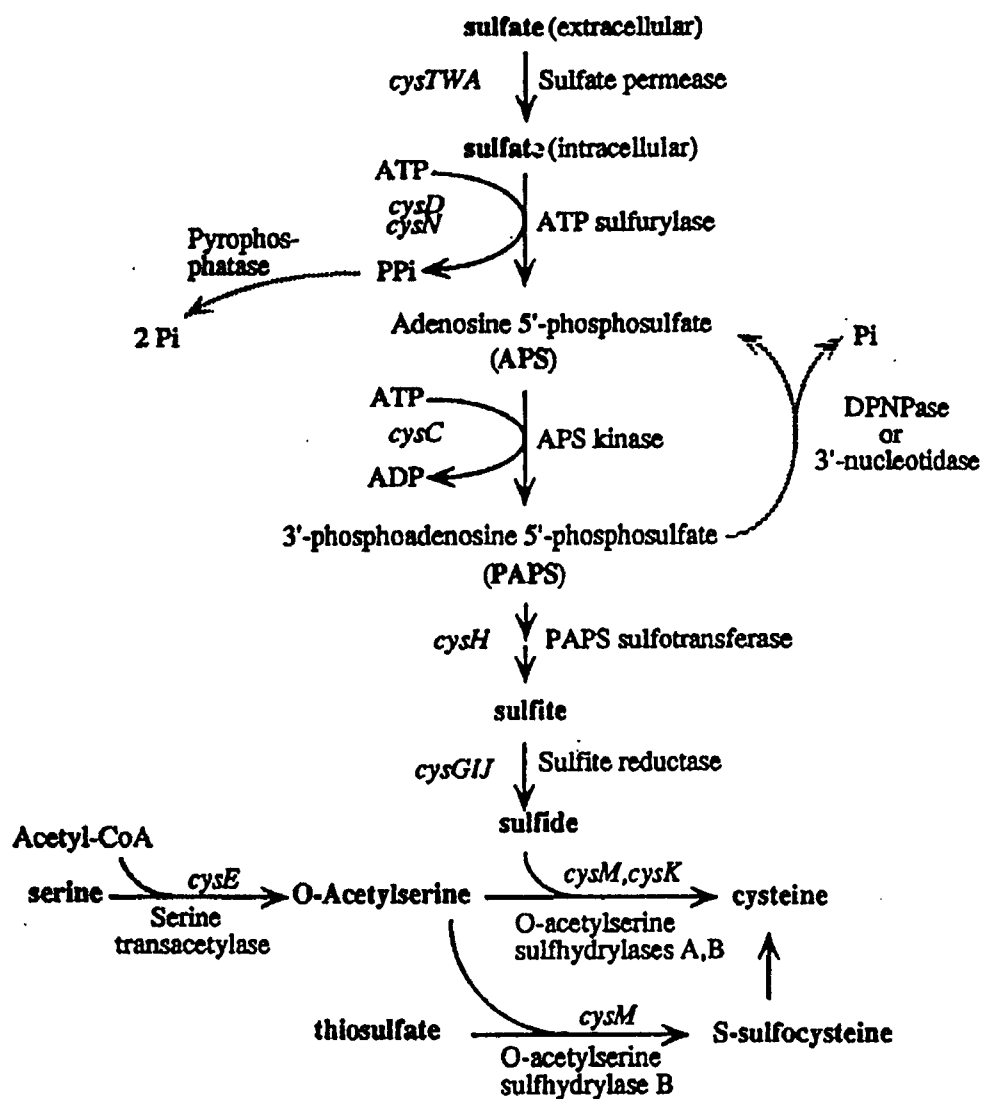 sulfate (extracellular)
cysTWA Sulfate permease
sulfate (intracellular)
ATP
cysD
cysN
ATP sulfurylase
Pyrophos-
phatase
PPi
2 Pi
Adenosine 5'-phosphosulfate
(APS)
Pi
ATP
cysC
APS kinase
ADP
DPNPase
or
3'-nucleotidase
3'-phosphoadenosine 5'-phosphosulfate
(PAPS)
cysH PAPS sulfotransferase
sulfite
cysGIJ Sulfite reductase
sulfide
Acetyl-CoA
serine
cysE
Serine
transacetylase
O-Acetylserine
cysM,cysK
O-acetylserine
sulfhydrylases A,B
cysteine
thiosulfate
cysM
O-acetylserine
sulfhydrylase B
S-sulfocysteine